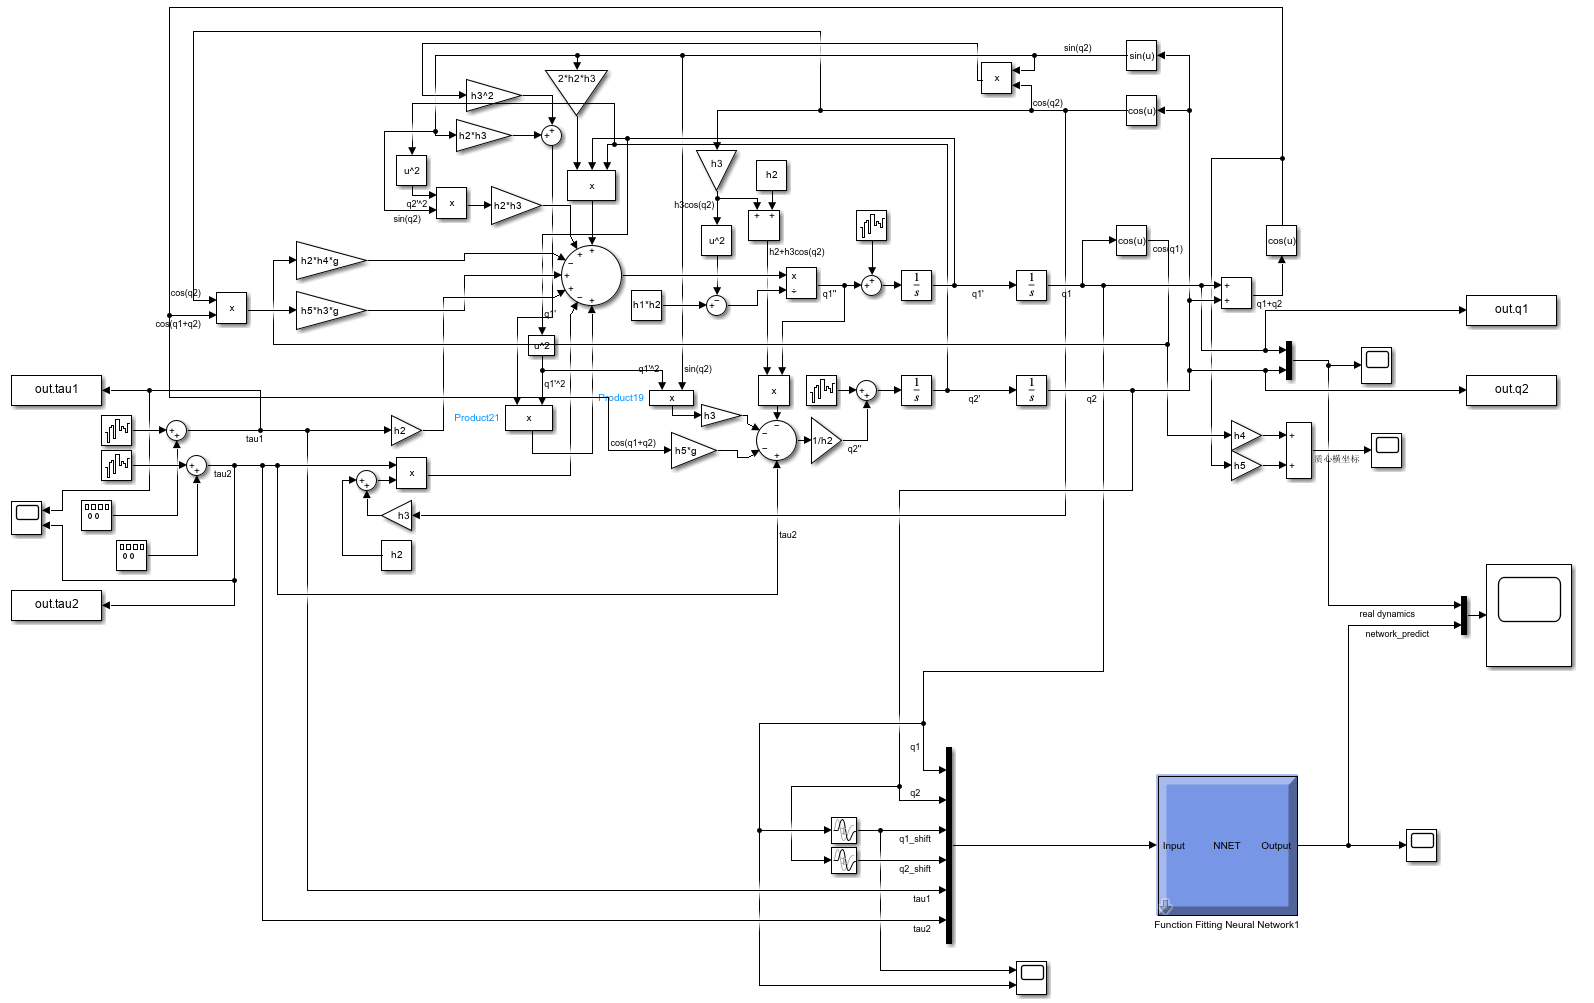 sin(q2)
sin(u)
2*h2*h3
x
h3^2
cos(q2)
cos(u)
h2*h3
+
+
h3
u^2
h2
x
q2'^2
x
h2*h3
sin(q2)
h3cos(q2)
+ +
u^2
cos(u)
cos(q1)
cos(u)
h2+h3cos(q2)
h2*h4*g
− + +
+
+
− +
x
÷
+
+
1
s
q1'
1
s
q1
+
+
q1+q2
q1''
cos(q2)
x
h5*h3*g
cos(q1+q2)
h1*h2
−
+
q1'
out.q1
u^2
q1'^2
q1'^2
sin(q2)
out.tau1
Product19
x
x
+
+
1
s
q2'
1
s
q2
out.q2
Product21
x
h3
+
+
tau1
h2
cos(q1+q2)
h5*g
−
−
−
+
1/h2
q2''
h4
h5
+
+
质心横坐标
+
+
tau2
x
+
+
h3
h2
tau2
out.tau2
real dynamics
network_predict
q1
q2
q1_shift
q2_shift
tau1
tau2
Input NNET Output
Function Fitting Neural Network1